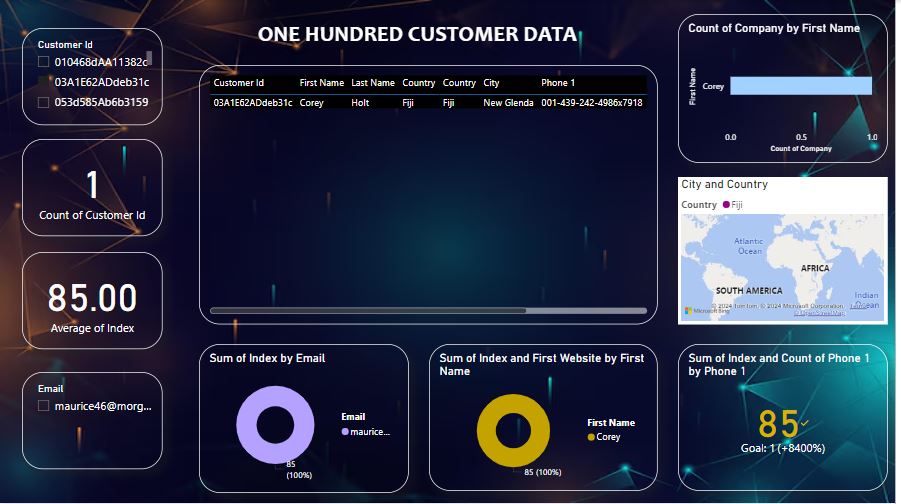 ONE HUNDRED CUSTOMER DATA
Customer Id
010468dAA11382c
03A1E62ADdeb31c
053d585Ab6b3159
1
Count of Customer Id
85.00
Average of Index
Email
maurice46@morg...
Customer Id First Name Last Name Country Country City Phone 1
03A1E62ADdeb31c Corey Holt Fiji Fiji New Glenda 001-439-242-4986x7918
Count of Company by First Name
First Name
Corey
0.0 0.5 1.0
Count of Company
City and Country
Country Fiji
Atlantic
Ocean
AFRICA
SOUTH AMERICA
Indian
Ocean
Microsoft Bing
© 2024 TomTom, © 2024 Microsoft Corporation, Terms
© OpenStreetMap
Sum of Index by Email
Email
maurice...
85
(100%)
Sum of Index and First Website by First
Name
First Name
Corey
85 (100%)
Sum of Index and Count of Phone 1
by Phone 1
85✓
Goal: 1 (+8400%)